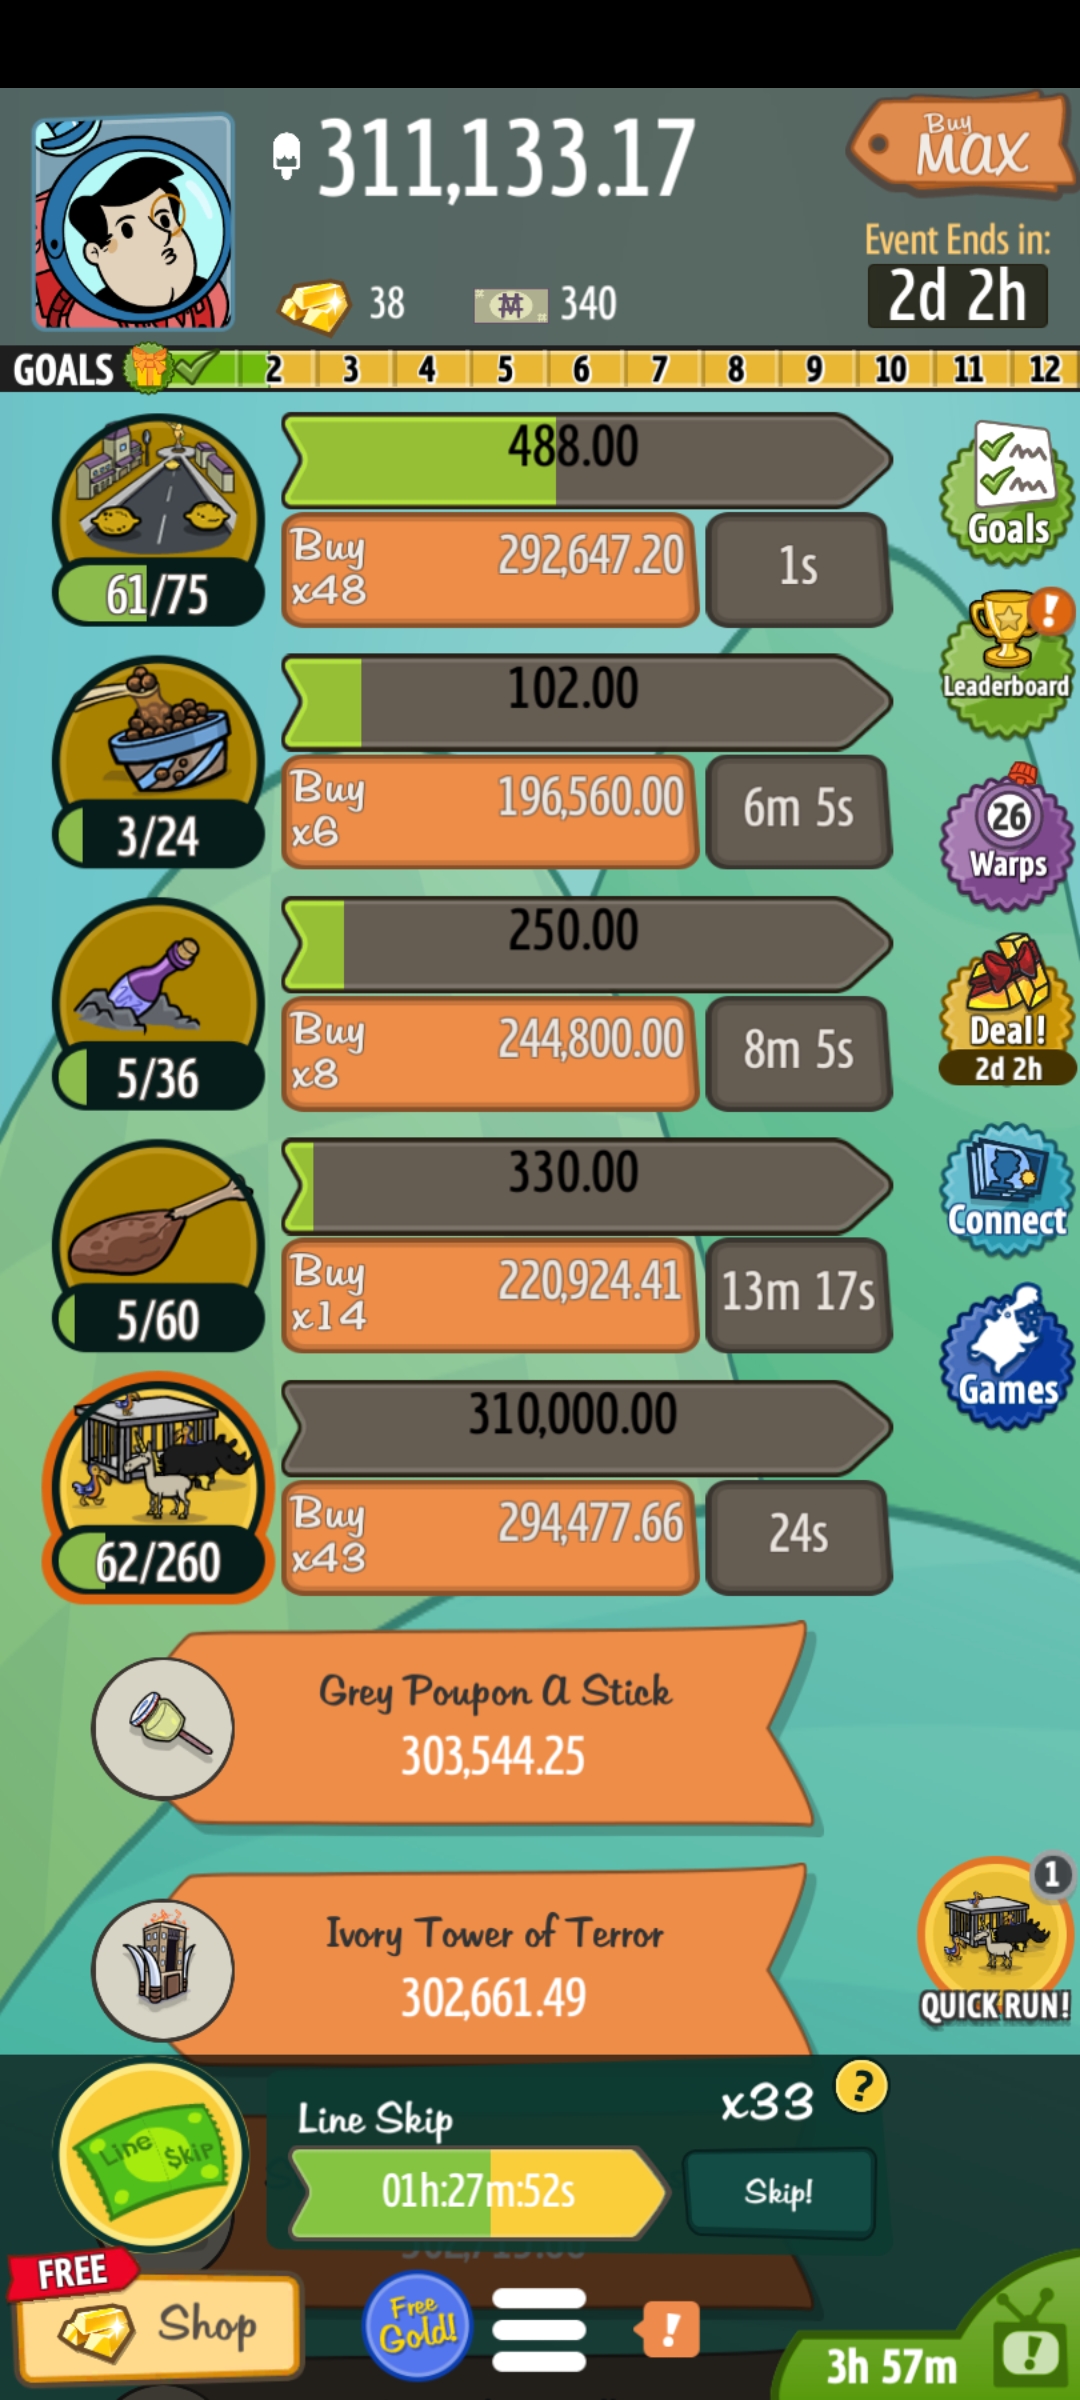 311,133.17
Buy
MAX
Event Ends in:
2d 2h
38
340
GOALS 2 3 4 5 6 7 8 9 10 11 12
488.00
Buy
x48
292,647.20
1s
61/75
Goals
102.00
Buy
x6
196,560.00
6m 5s
3/24
!
Leaderboard
250.00
Buy
x8
244,800.00
8m 5s
5/36
26
Warps
330.00
Buy
x14
220,924.41
13m 17s
5/60
Deal!
2d 2h
310,000.00
Buy
x43
294,477.66
24s
62/260
Connect
Games
Grey Poupon A Stick
303,544.25
Ivory Tower of Terror
302,661.49
1
QUICK RUN!
Line $kip
Line Skip
x33
?
01h:27m:52s
Skip!
FREE
Shop
Free
Gold!
!
3h 57m
!